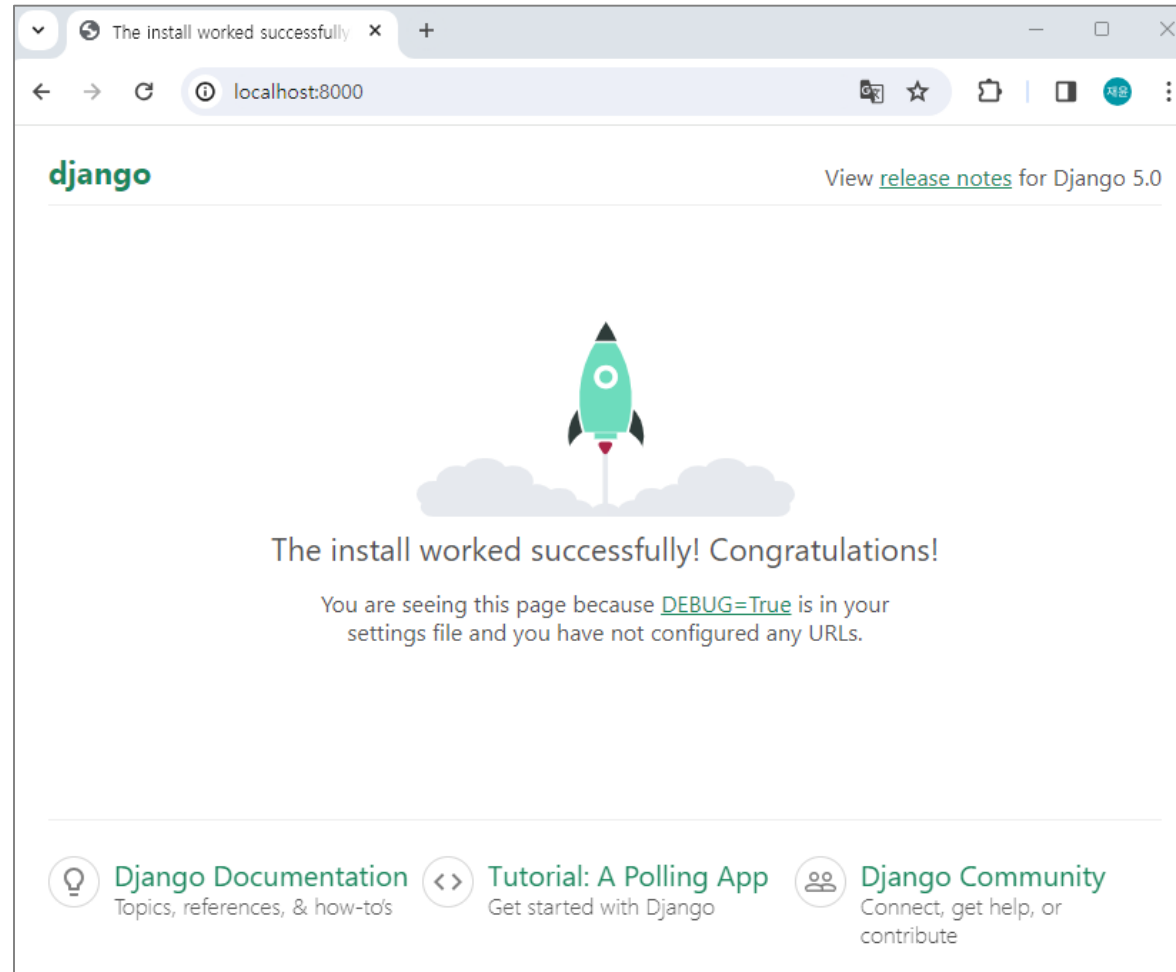 The install worked successfully
localhost:8000
재윤
django
View release notes for Django 5.0
The install worked successfully! Congratulations!
You are seeing this page because DEBUG=True is in your
settings file and you have not configured any URLs.
Django Documentation
Topics, references, & how-to's
Tutorial: A Polling App
Get started with Django
Django Community
Connect, get help, or
contribute